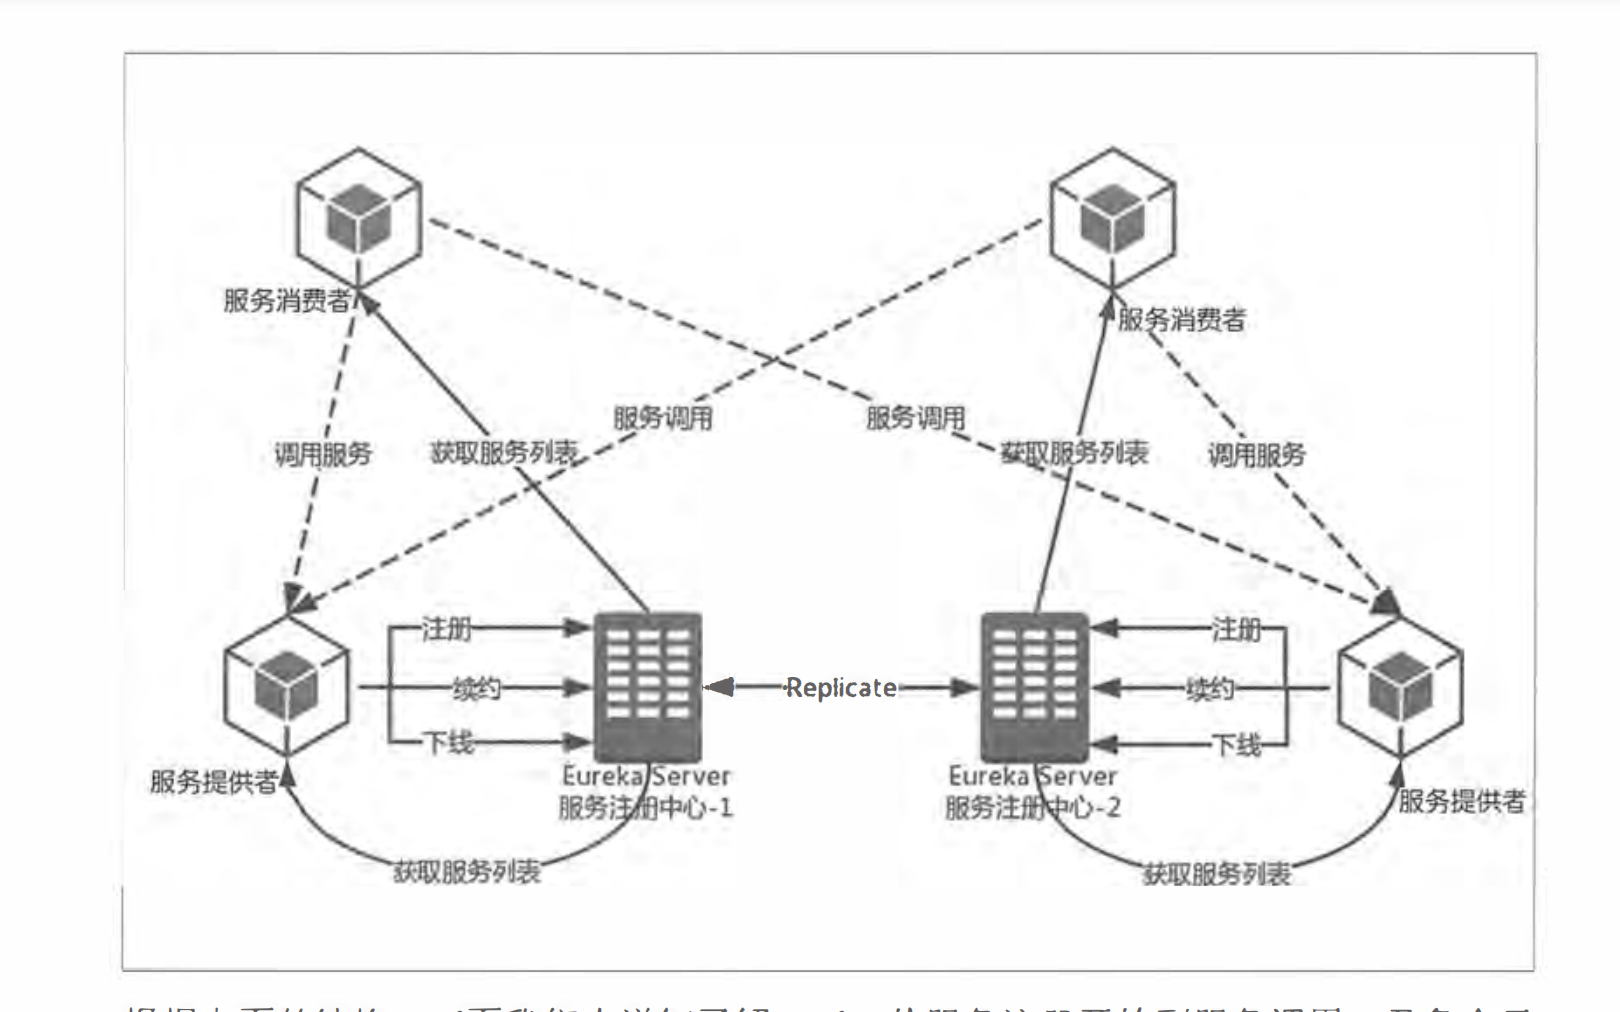 服务消费者
服务消费者
服务调用
服务调用
调用服务
获取服务列表
获取服务列表
调用服务
注册
注册
续约
Replicate
续约
下线
下线
服务提供者
Eureka Server
服务注册中心-1
Eureka Server
服务注册中心-2
服务提供者
获取服务列表
获取服务列表